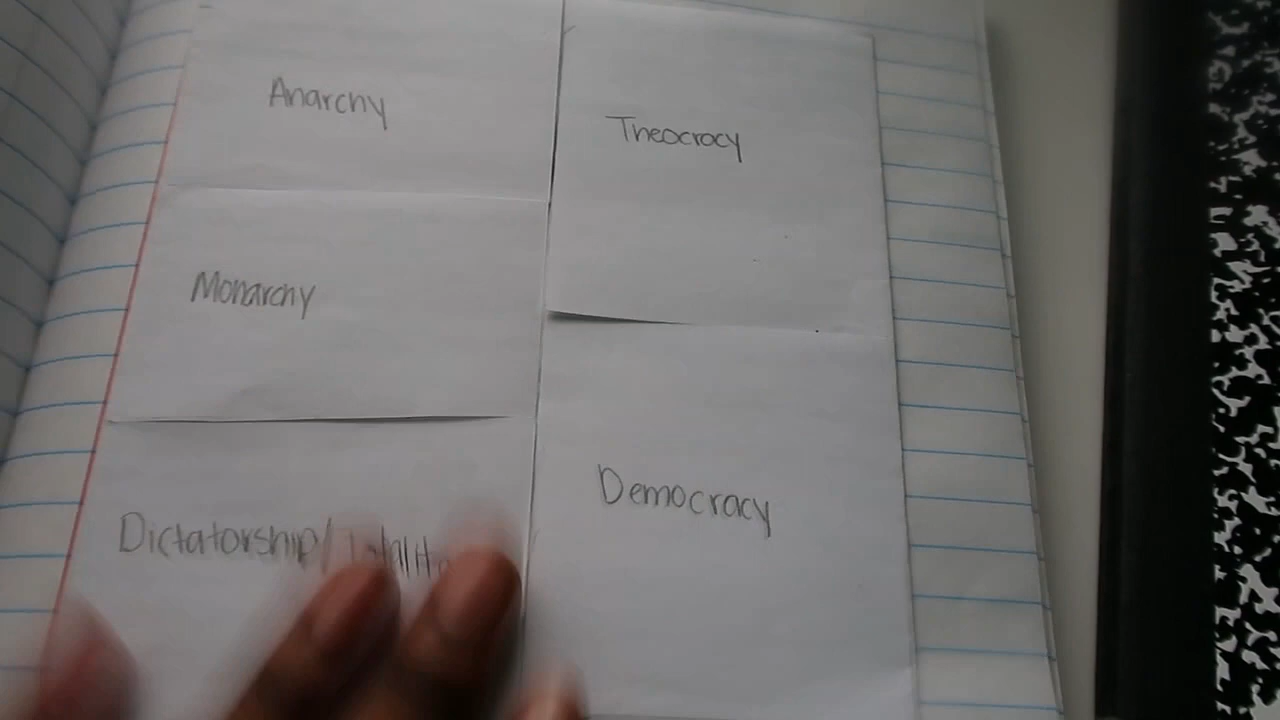 Anarchy
Theocracy
Monarchy
Democracy
Dictatorship/